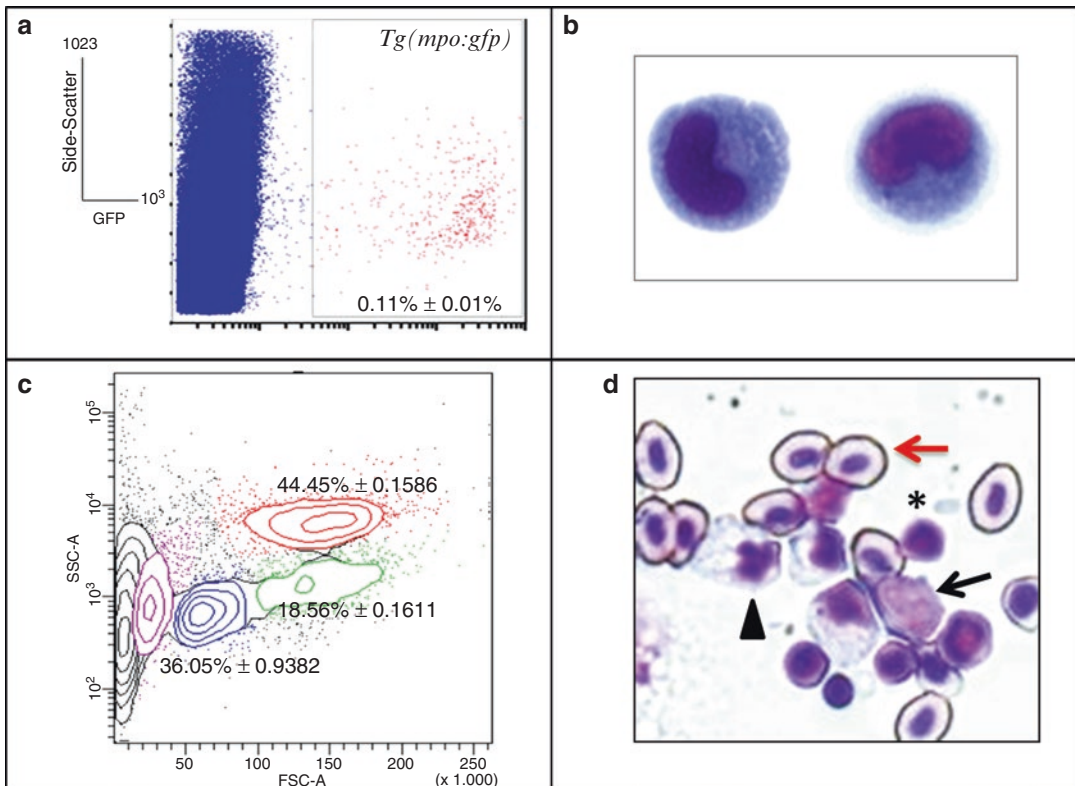 a
1023
Side-Scatter
10³
GFP
Tg(mpo:gfp)
0.11% ± 0.01%
b
c
10⁵
10⁴
10³
10²
SSC-A
44.45% ± 0.1586
18.56% ± 0.1611
36.05% ± 0.9382
50 100 150 200 250
FSC-A (x 1.000)
d
*